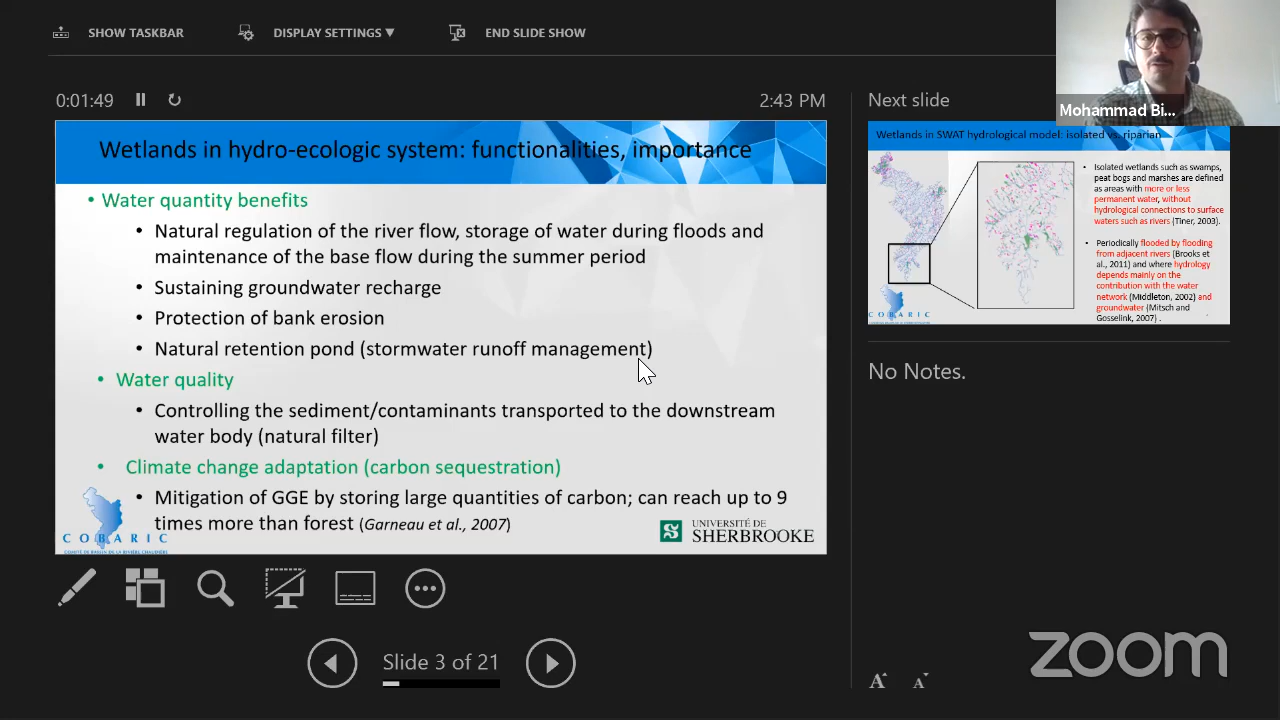 SHOW TASKBAR
DISPLAY SETTINGS ▼
END SLIDE SHOW
0:01:49
2:43 PM
Next slide
Mohammad Bi...
Wetlands in hydro-ecologic system: functionalities, importance
• Water quantity benefits
• Natural regulation of the river flow, storage of water during floods and
maintenance of the base flow during the summer period
• Sustaining groundwater recharge
• Protection of bank erosion
• Natural retention pond (stormwater runoff management)
• Water quality
• Controlling the sediment/contaminants transported to the downstream
water body (natural filter)
• Climate change adaptation (carbon sequestration)
• Mitigation of GGE by storing large quantities of carbon; can reach up to 9
times more than forest (Garneau et al., 2007)
COBARIC
COMITÉ DE BASSIN DE LA RIVIÈRE CHAUDIÈRE
S
UNIVERSITÉ DE
SHERBROOKE
Wetlands in SWAT hydrological model: isolated vs. riparian
• Isolated wetlands such as swamps,
peat bogs and marshes are defined
as areas with more or less
permanent water, without
hydrological connections to surface
waters such as rivers (Tiner, 2003).
• Periodically flooded by flooding
from adjacent rivers (Brooks et
al., 2011) and where hydrology
depends mainly on the
contribution with the water
network (Middleton, 2002) and
groundwater (Mitsch and
Gosselink, 2007) .
COBARIC
No Notes.
Slide 3 of 21
A A
zoom